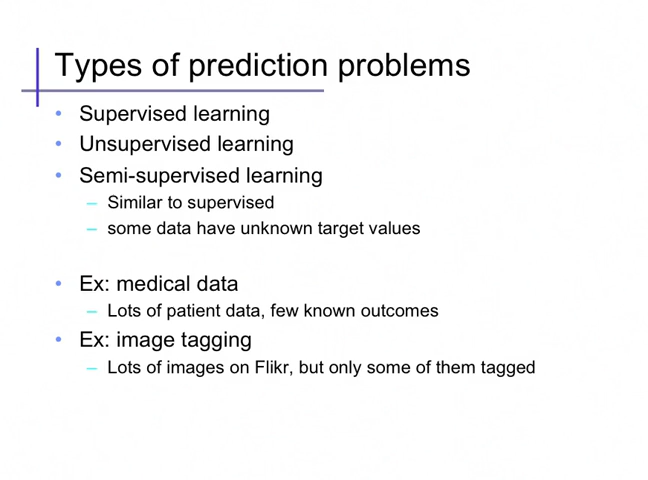 Types of prediction problems
• Supervised learning
• Unsupervised learning
• Semi-supervised learning
– Similar to supervised
– some data have unknown target values
• Ex: medical data
– Lots of patient data, few known outcomes
• Ex: image tagging
– Lots of images on Flikr, but only some of them tagged